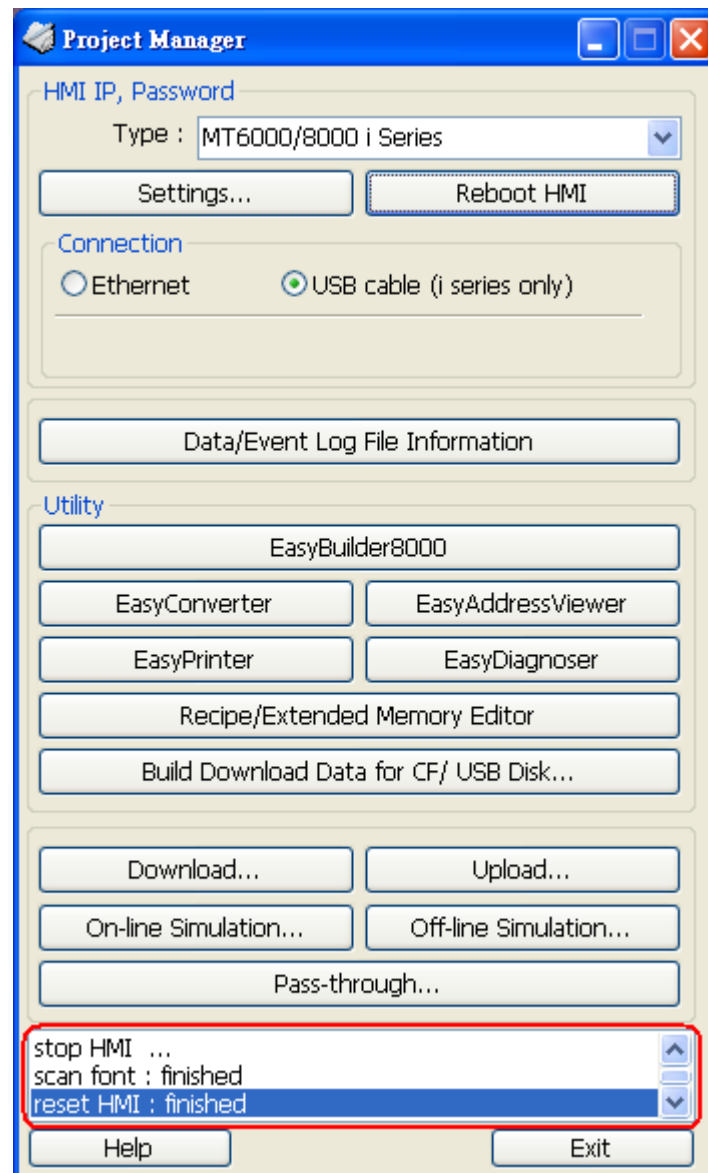 Project Manager
HMI IP, Password
Type : MT6000/8000 i Series
Settings... Reboot HMI
Connection
Ethernet USB cable (i series only)
Data/Event Log File Information
Utility
EasyBuilder8000
EasyConverter EasyAddressViewer
EasyPrinter EasyDiagnoser
Recipe/Extended Memory Editor
Build Download Data for CF/ USB Disk...
Download... Upload...
On-line Simulation... Off-line Simulation...
Pass-through...
stop HMI ...
scan font : finished
reset HMI : finished
Help Exit